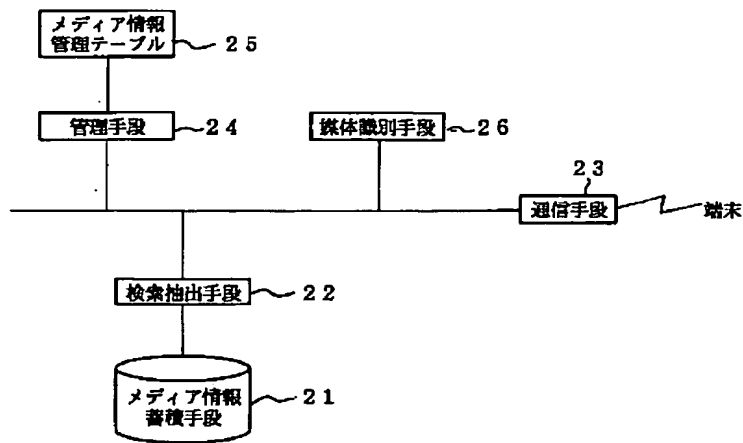 メディア情報
管理テーブル
25
管理手段
24
媒体識別手段
26
23
通信手段
端末
検索抽出手段
22
メディア情報
蓄積手段
21